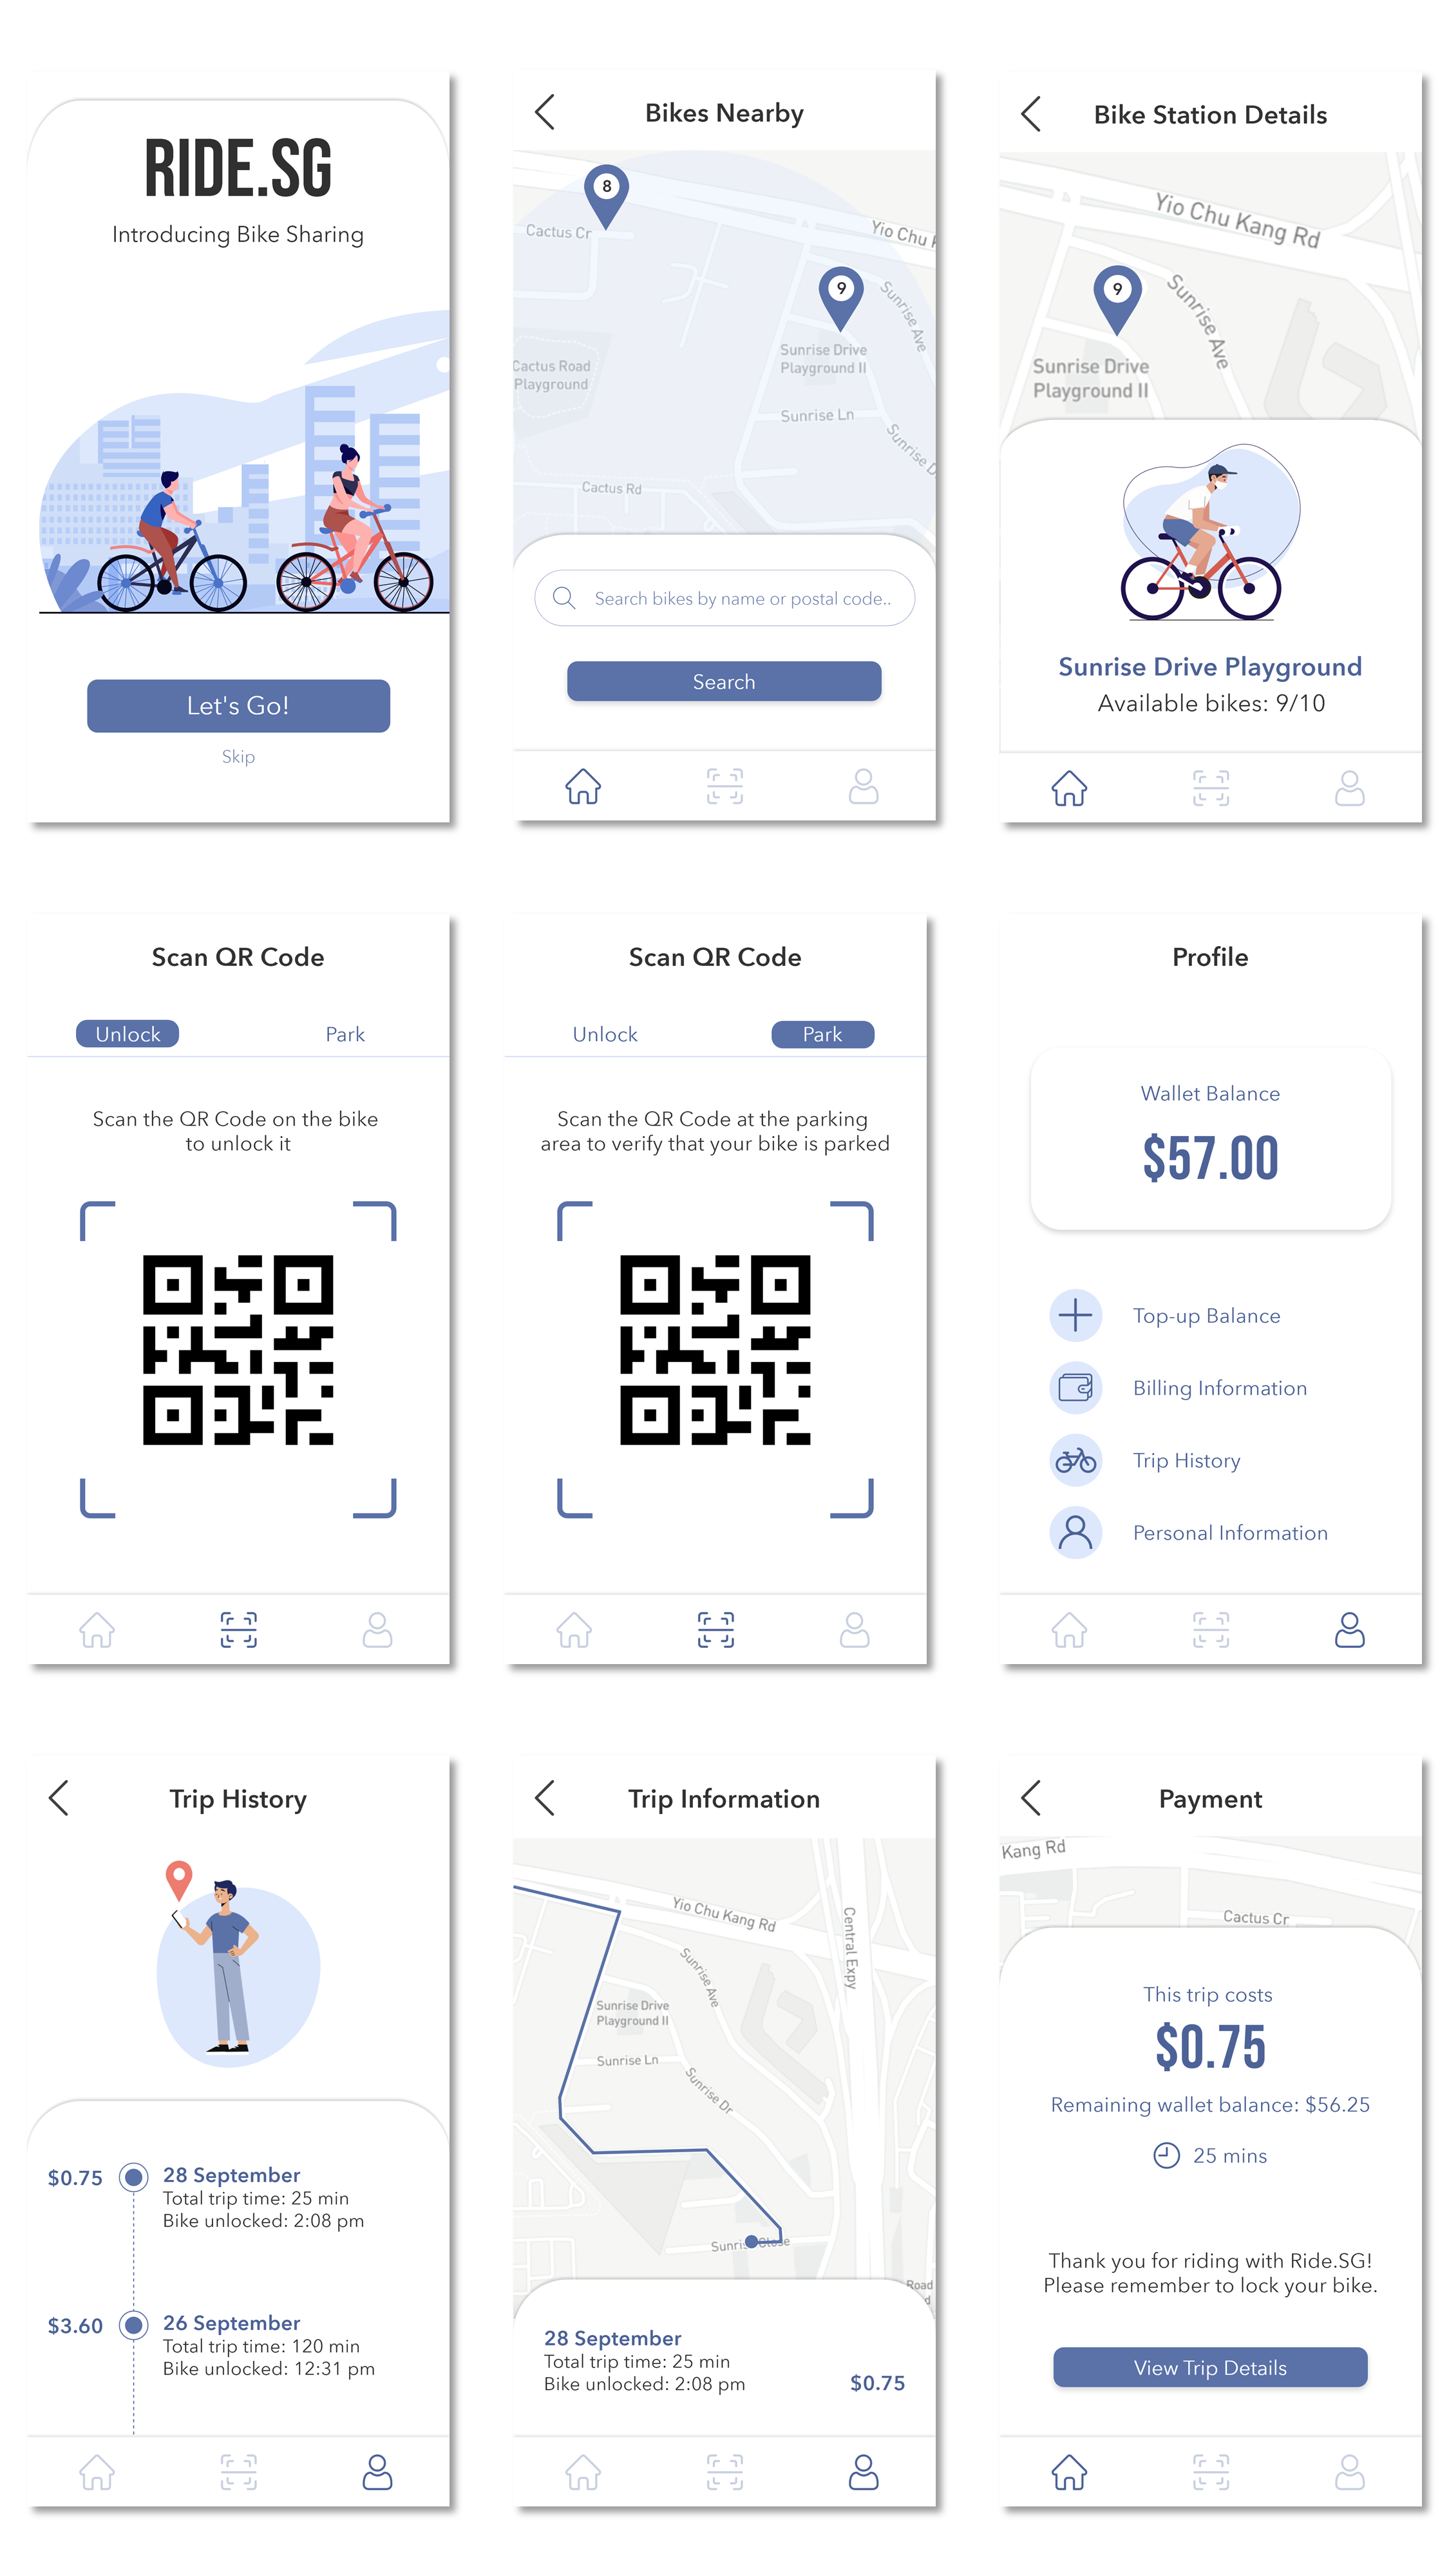 RIDE.SG
Introducing Bike Sharing
Let's Go!
Skip
Bikes Nearby
8
Cactus Cr
Yio Chu K
9
Sunrise Ave
Sunrise Drive
Playground II
Cactus Road
Playground
Sunrise Ln
Sunrise D
Cactus Rd
Search bikes by name or postal code..
Search
Bike Station Details
Yio Chu Kang Rd
9
Sunrise Ave
Sunrise Drive
Playground II
Sunrise Drive Playground
Available bikes: 9/10
Scan QR Code
Unlock
Park
Scan the QR Code on the bike
to unlock it
Scan QR Code
Unlock
Park
Scan the QR Code at the parking
area to verify that your bike is parked
Profile
Wallet Balance
$57.00
Top-up Balance
Billing Information
Trip History
Personal Information
Trip History
$0.75
28 September
Total trip time: 25 min
Bike unlocked: 2:08 pm
$3.60
26 September
Total trip time: 120 min
Bike unlocked: 12:31 pm
Trip Information
Yio Chu Kang Rd
Central Expy
Sunrise Ave
Sunrise Drive
Playground II
Sunrise Ln
Sunrise Dr
Sunrise Close
Road
28 September
Total trip time: 25 min
Bike unlocked: 2:08 pm
$0.75
Payment
Kang Rd
Cactus Cr
This trip costs
$0.75
Remaining wallet balance: $56.25
25 mins
Thank you for riding with Ride.SG!
Please remember to lock your bike.
View Trip Details